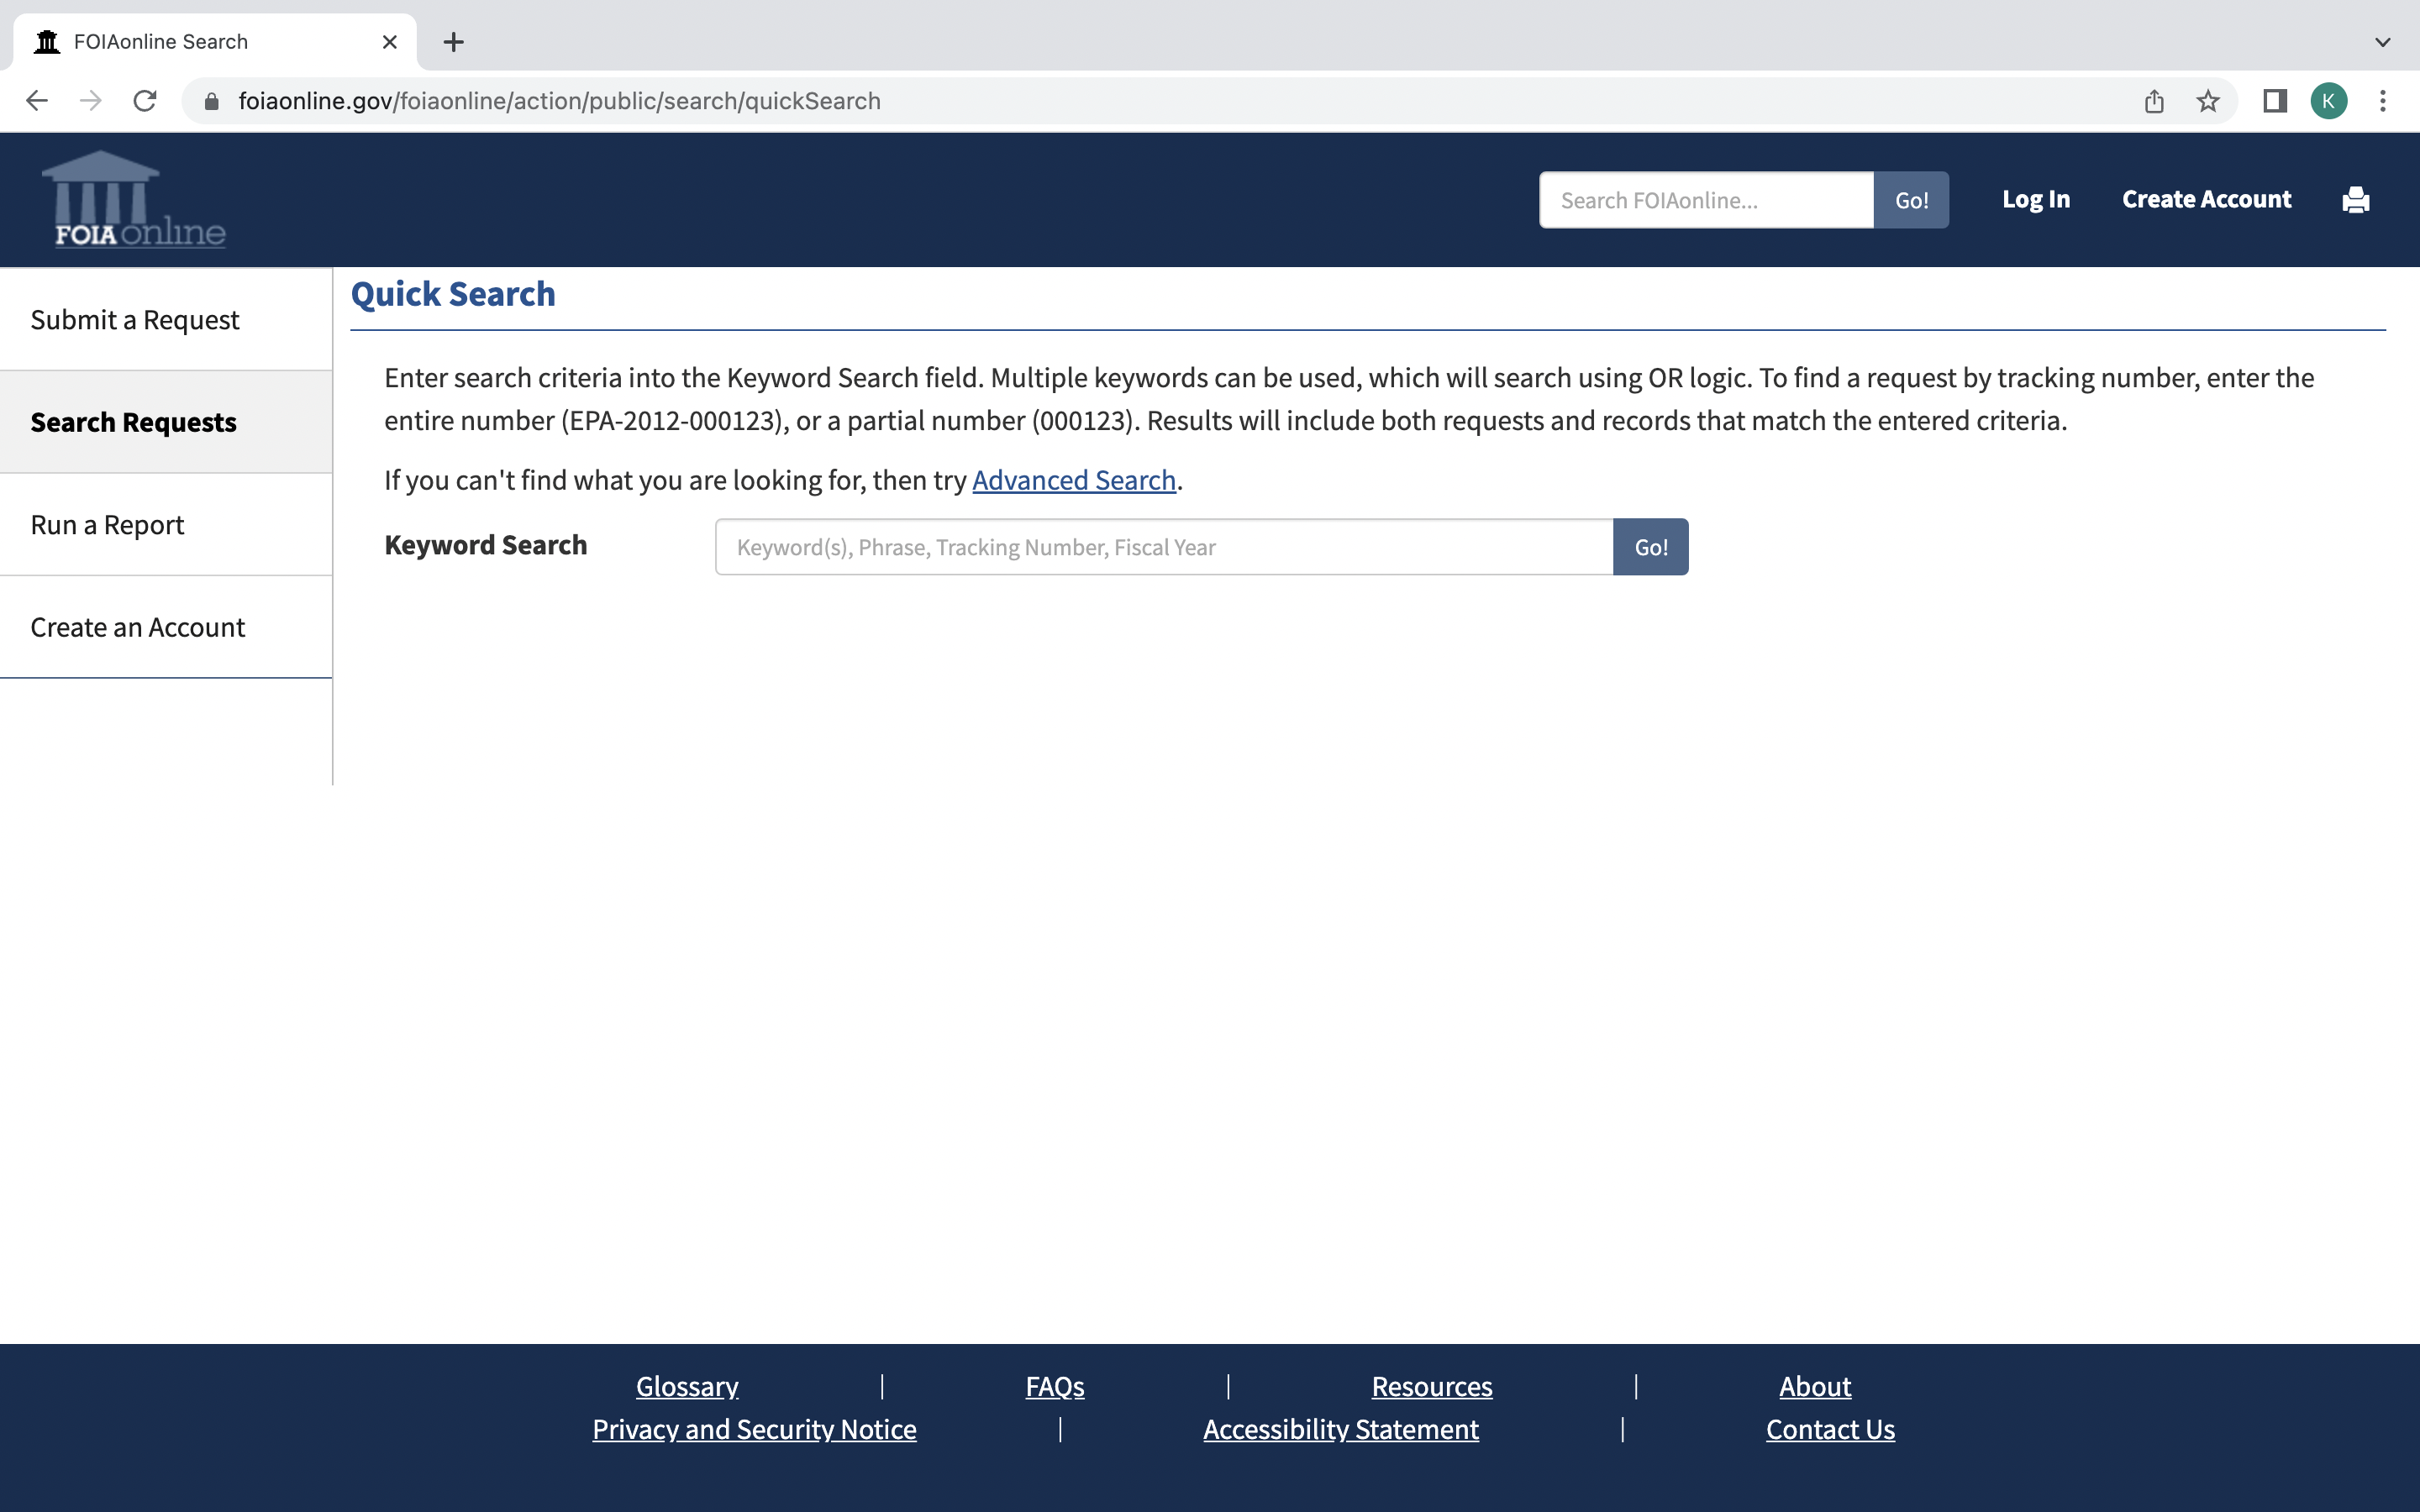 FOIAonline Search
foiaonline.gov/foiaonline/action/public/search/quickSearch
K
FOIA online
Search FOIAonline...
Go!
Log In
Create Account
Submit a Request
Search Requests
Run a Report
Create an Account
Quick Search
Enter search criteria into the Keyword Search field. Multiple keywords can be used, which will search using OR logic. To find a request by tracking number, enter the
entire number (EPA-2012-000123), or a partial number (000123). Results will include both requests and records that match the entered criteria.
If you can't find what you are looking for, then try Advanced Search.
Keyword Search
Keyword(s), Phrase, Tracking Number, Fiscal Year
Go!
Glossary | FAQs | Resources | About
Privacy and Security Notice | Accessibility Statement | Contact Us